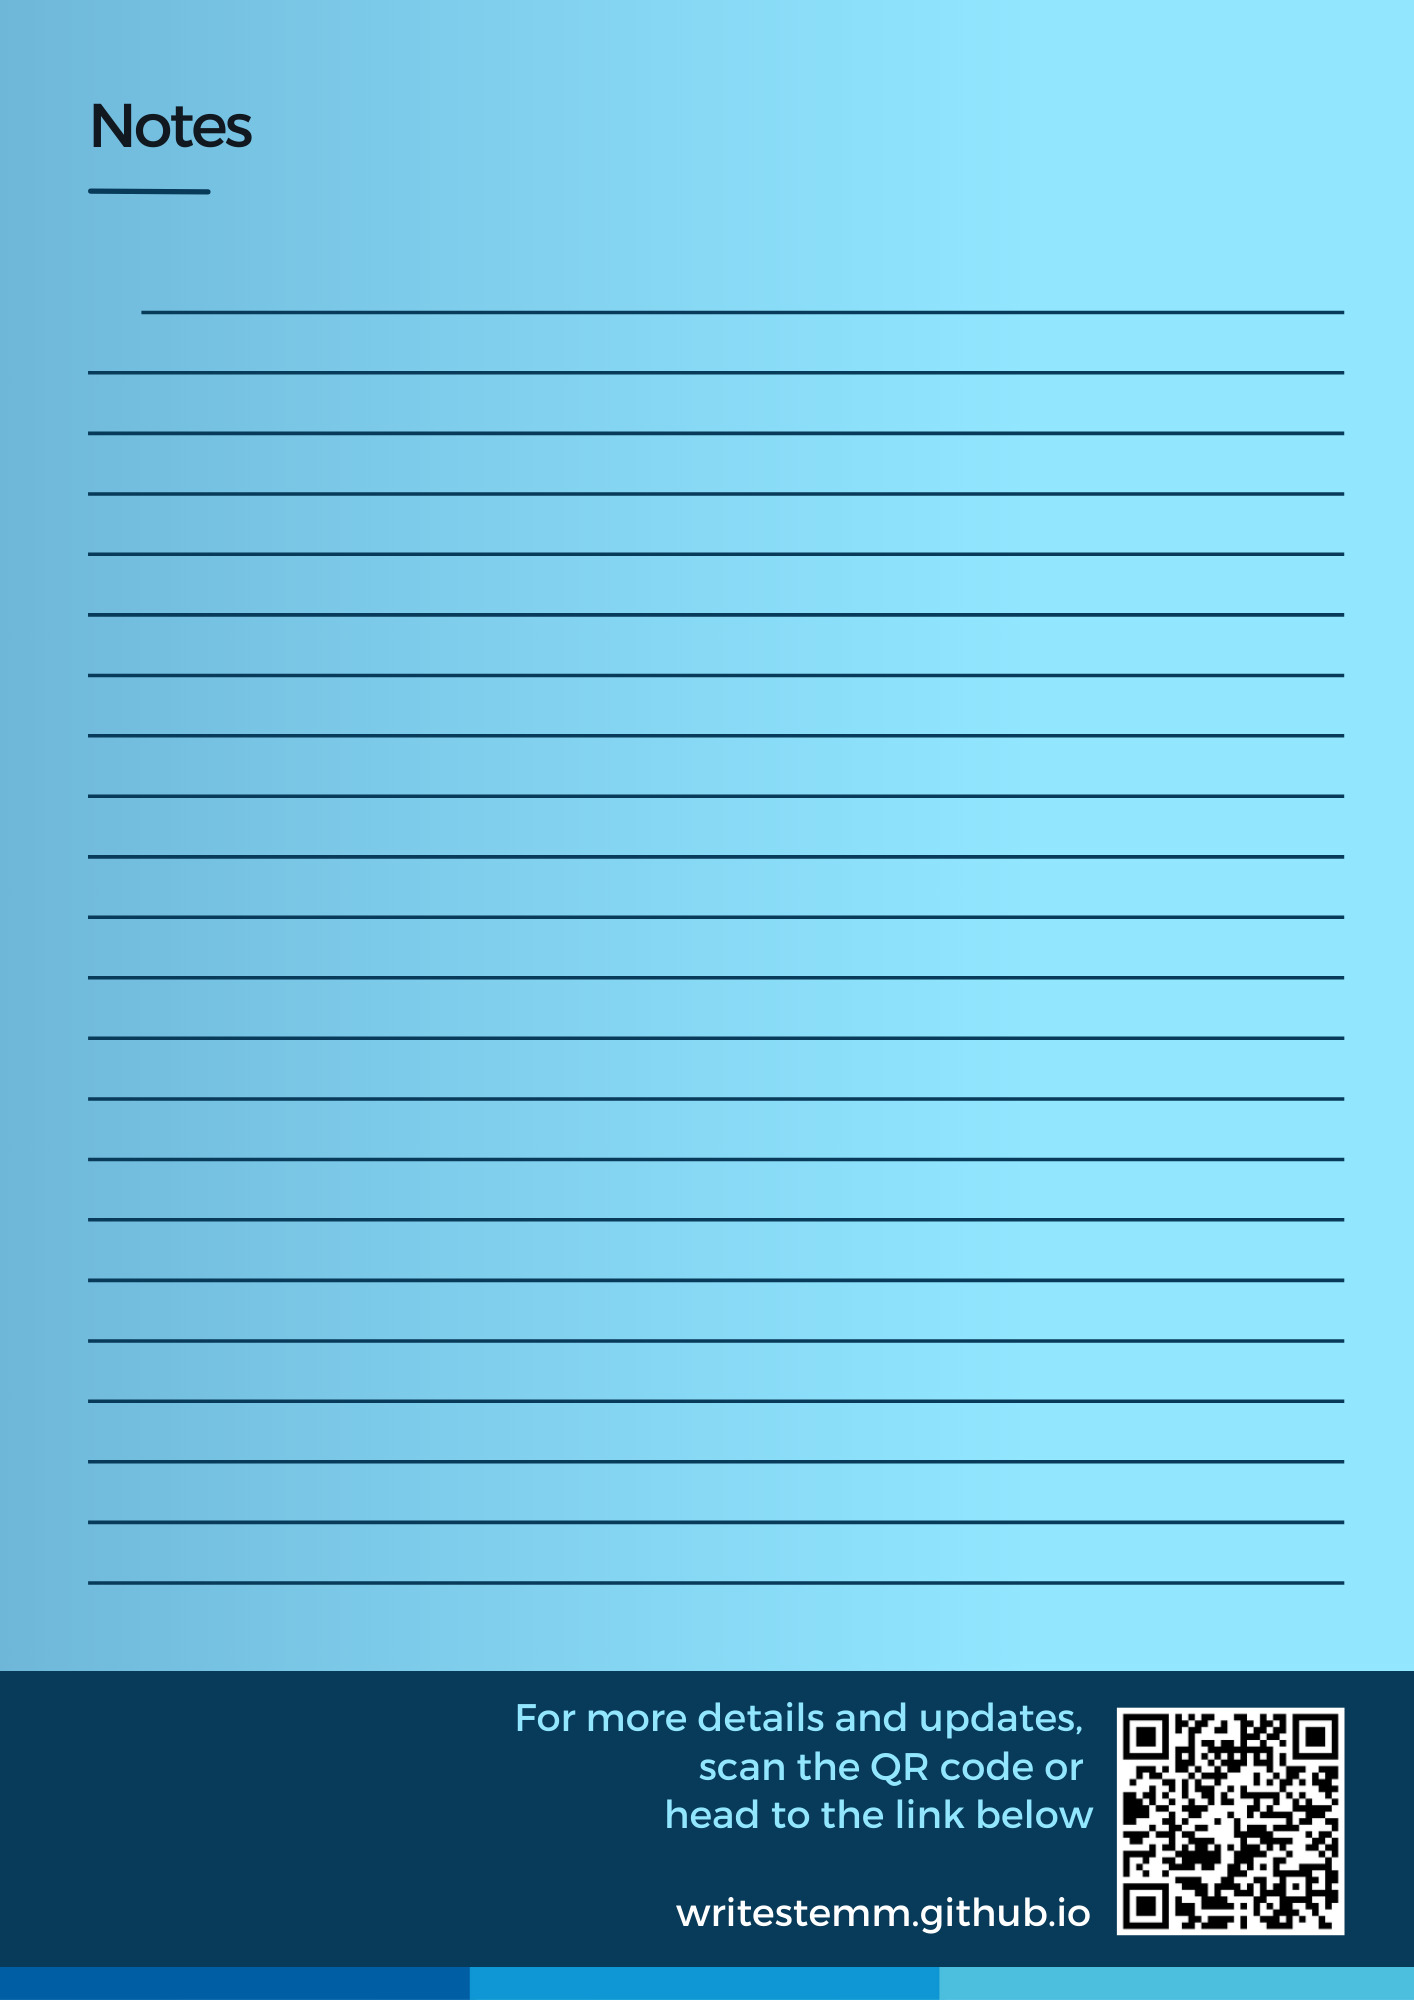 Notes
For more details and updates,
scan the QR code or
head to the link below
writestemm.github.io